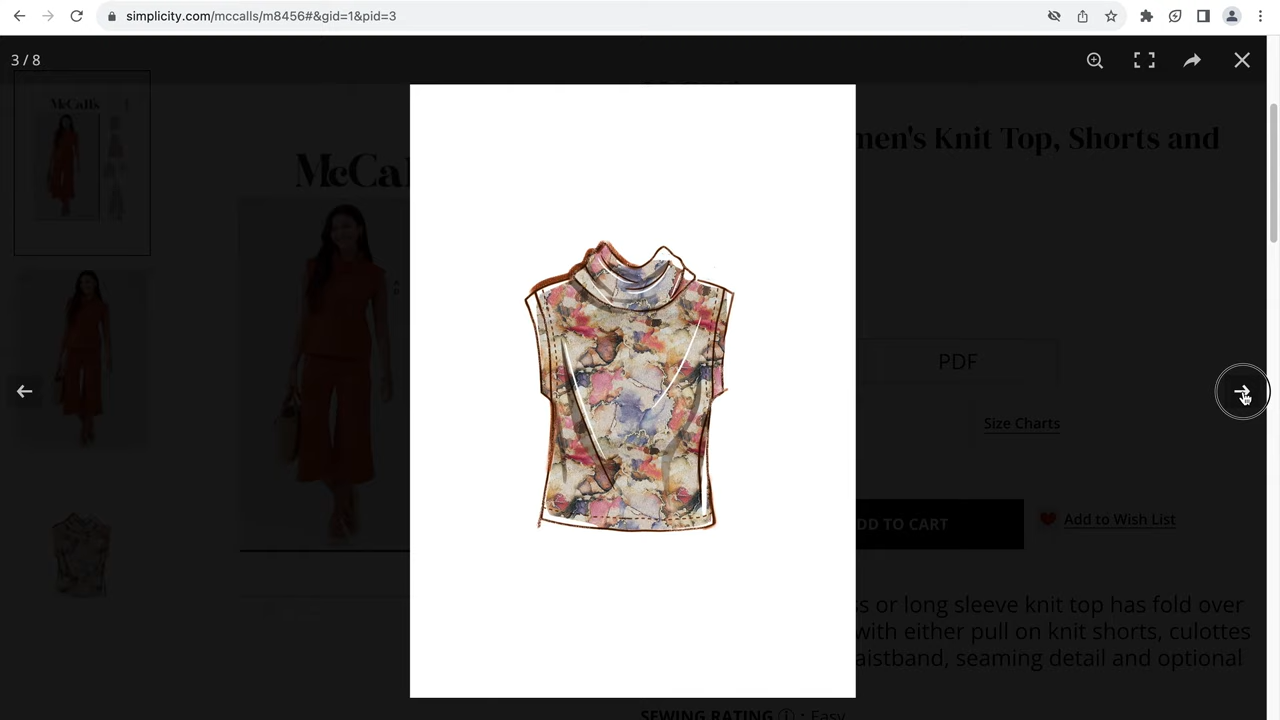 simplicity.com/mccalls/m8456#&gid=1&pid=3
3 / 8
McCall's
McCal
men's Knit Top, Shorts and
PDF
Size Charts
DD TO CART
Add to Wish List
ss or long sleeve knit top has fold over
with either pull on knit shorts, culottes
aistband, seaming detail and optional
SEWING RATING i : Easy